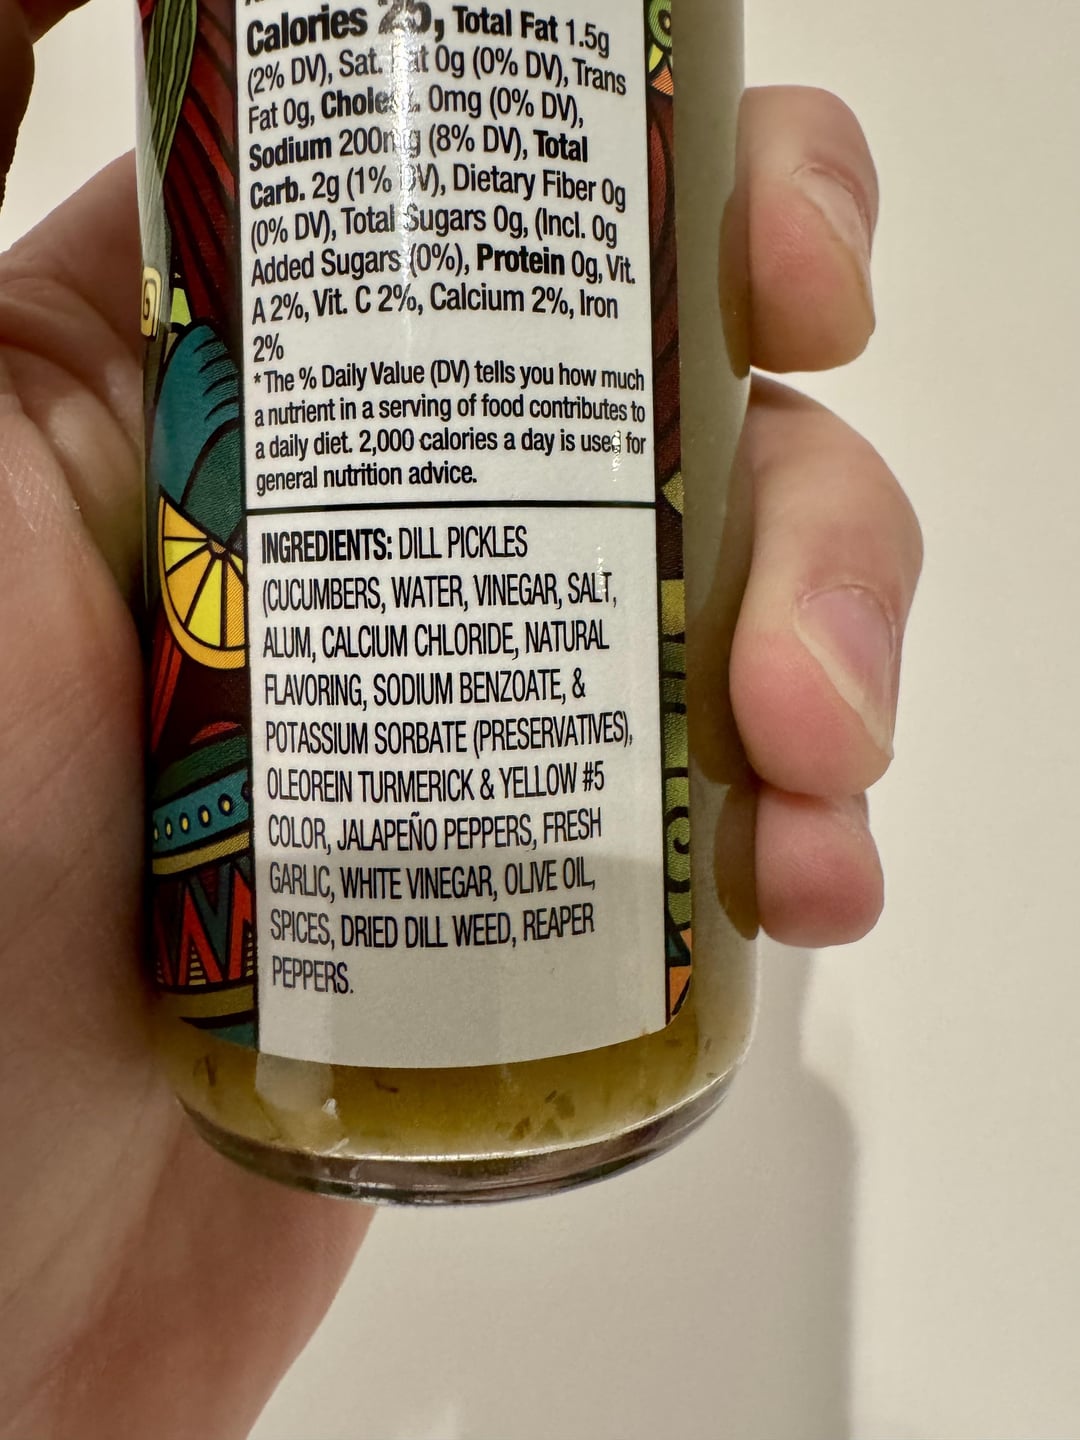 Calories 25, Total Fat 1.5g
(2% DV), Sat. Fat 0g (0% DV), Trans
Fat 0g, Cholest. 0mg (0% DV),
Sodium 200mg (8% DV), Total
Carb. 2g (1% DV), Dietary Fiber 0g
(0% DV), Total Sugars 0g, (Incl. 0g
Added Sugars (0%), Protein 0g, Vit.
A 2%, Vit. C 2%, Calcium 2%, Iron
2%
*The % Daily Value (DV) tells you how much
a nutrient in a serving of food contributes to
a daily diet. 2,000 calories a day is used for
general nutrition advice.
INGREDIENTS: DILL PICKLES
(CUCUMBERS, WATER, VINEGAR, SALT,
ALUM, CALCIUM CHLORIDE, NATURAL
FLAVORING, SODIUM BENZOATE, &
POTASSIUM SORBATE (PRESERVATIVES),
OLEOREIN TURMERICK & YELLOW #5
COLOR, JALAPEÑO PEPPERS, FRESH
GARLIC, WHITE VINEGAR, OLIVE OIL,
SPICES, DRIED DILL WEED, REAPER
PEPPERS.